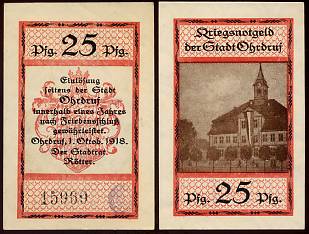 Pfg. 25 Pfg.
Einlösung
seitens der Stadt
Ohrdruf
innerhalb eines Jahres
nach Friedensschluß
gewährleistet.
Ohrdruf, 1. Oktob. 1918.
Der Stadtrat.
Rötter.
15959
Kriegsnotgeld
der Stadt Ohrdruf
Pfg. 25 Pfg.